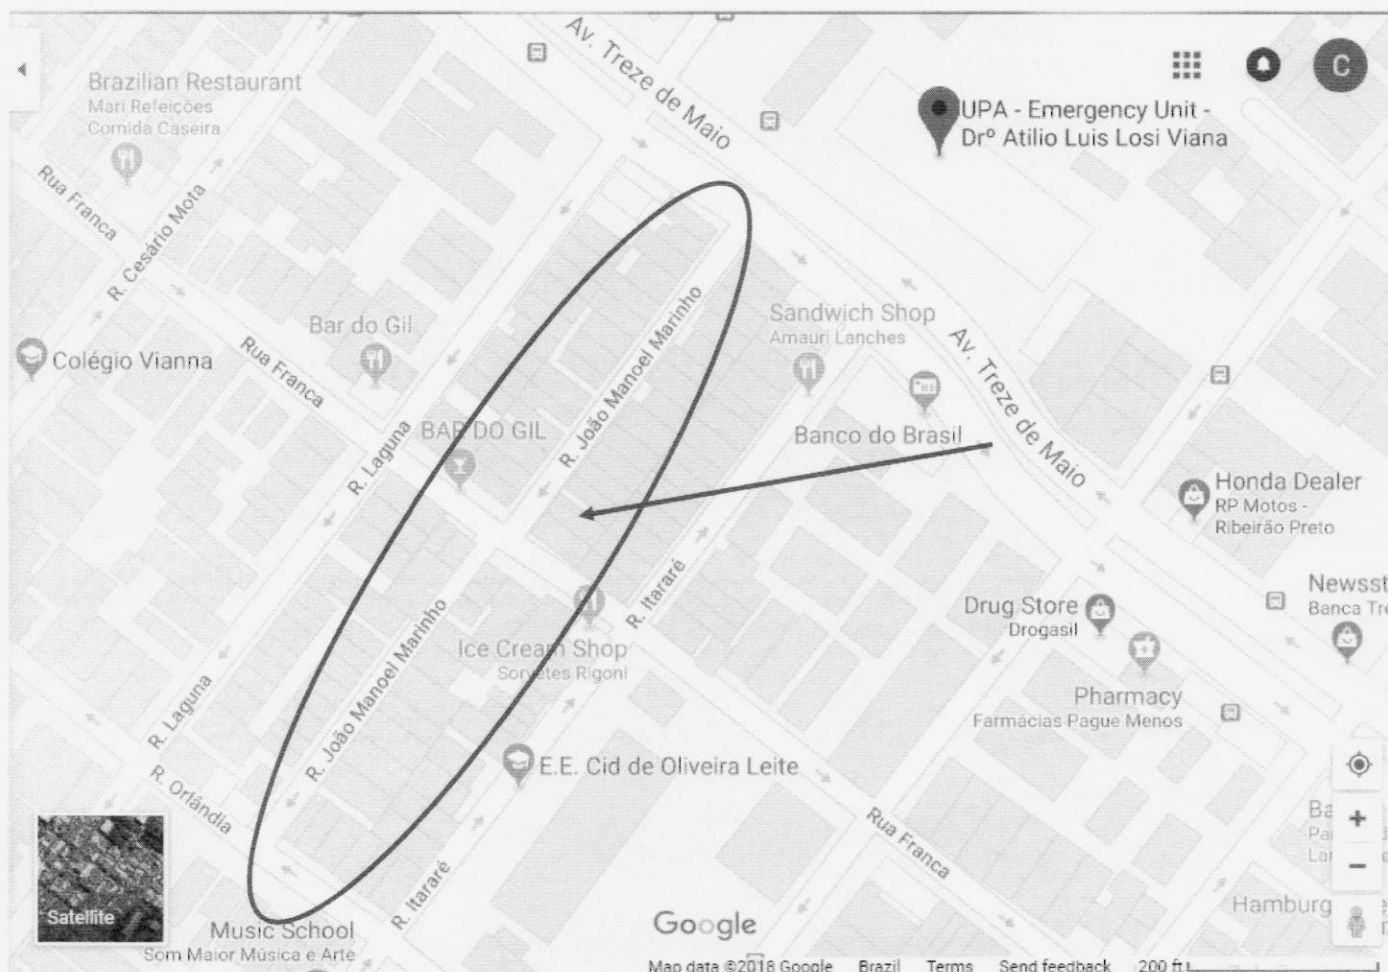 Av. Treze de Maio
Brazilian Restaurant
Mari Refeições
Comida Caseira
C
UPA - Emergency Unit -
Drº Atilio Luis Losi Viana
Rua Franca
R. Cesário Mota
Bar do Gil
Colégio Vianna
Rua Franca
R. João Manoel Marinho
Sandwich Shop
Amauri Lanches
Av. Treze de Maio
BAR DO GIL
R. Laguna
Banco do Brasil
Honda Dealer
RP Motos -
Ribeirão Preto
R. Itararé
Newsst
Banca Tre
Drug Store
Drogasil
Ice Cream Shop
Sorvetes Rigoni
R. João Manoel Marinho
Pharmacy
Farmácias Pague Menos
R. Laguna
E.E. Cid de Oliveira Leite
R. Orlândia
Rua Franca
Ba
Pa
Lar
R. Itararé
Satellite
Hamburg
Music School
Som Maior Música e Arte
Google
Map data ©2018 Google Brazil Terms Send feedback 200 ft